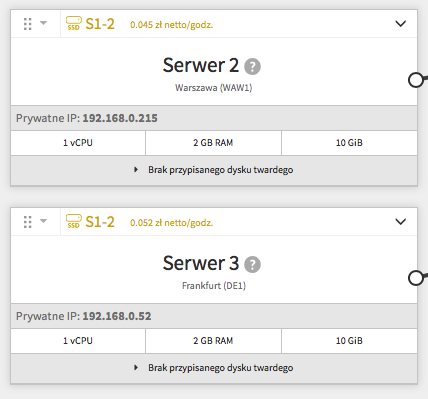 SSD S1-2 0.045 zł netto/godz.
Serwer 2 ?
Warszawa (WAW1)
Prywatne IP: 192.168.0.215
1 vCPU 2 GB RAM 10 GiB
Brak przypisanego dysku twardego
SSD S1-2 0.052 zł netto/godz.
Serwer 3 ?
Frankfurt (DE1)
Prywatne IP: 192.168.0.52
1 vCPU 2 GB RAM 10 GiB
Brak przypisanego dysku twardego